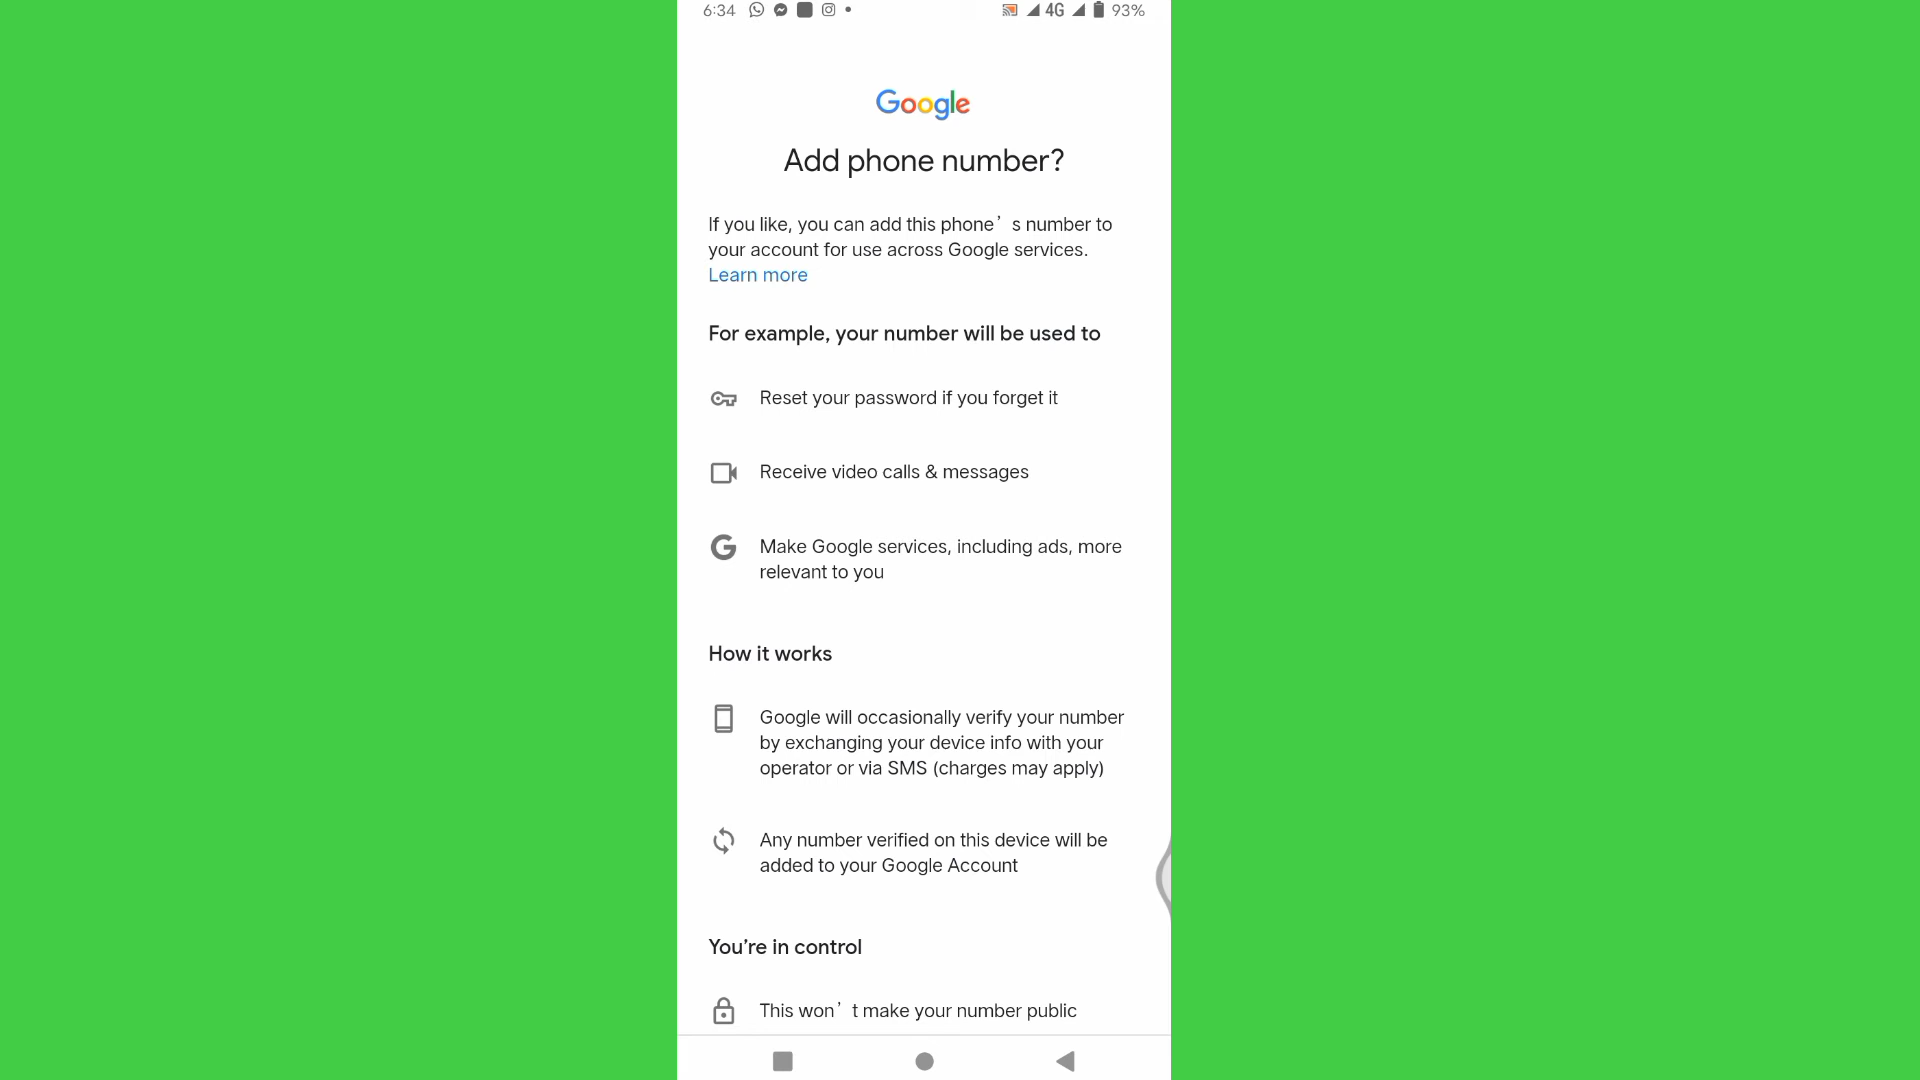 6:34 4G 93%
Google
Add phone number?
If you like, you can add this phone’s number to
your account for use across Google services.
Learn more
For example, your number will be used to
Reset your password if you forget it
Receive video calls & messages
Make Google services, including ads, more
relevant to you
How it works
Google will occasionally verify your number
by exchanging your device info with your
operator or via SMS (charges may apply)
Any number verified on this device will be
added to your Google Account
You’re in control
This won’t make your number public